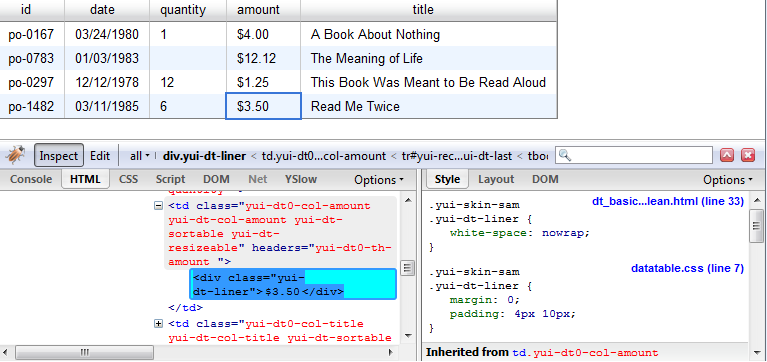 id date quantity amount title
po-0167 03/24/1980 1 $4.00 A Book About Nothing
po-0783 01/03/1983 $12.12 The Meaning of Life
po-0297 12/12/1978 12 $1.25 This Book Was Meant to Be Read Aloud
po-1482 03/11/1985 6 $3.50 Read Me Twice
Inspect Edit all div.yui-dt-liner < td.yui-dt0...col-amount < tr#yui-rec...ui-dt-last < tboo
Console HTML CSS Script DOM Net YSlow Options
quantity ">
<td class="yui-dt0-col-amount
yui-dt-col-amount yui-dt-
sortable yui-dt-
resizeable" headers="yui-dt0-th-
amount ">
<div class="yui-
dt-liner">$3.50</div>
</td>
<td class="yui-dt0-col-title
yui-dt-col-title yui-dt-sortable
Style Layout DOM Options
.yui-skin-sam dt_basic...lean.html (line 33)
.yui-dt-liner {
white-space: nowrap;
}
.yui-skin-sam datatable.css (line 7)
.yui-dt-liner {
margin: 0;
padding: 4px 10px;
}
Inherited from td.yui-dt0-col-amount